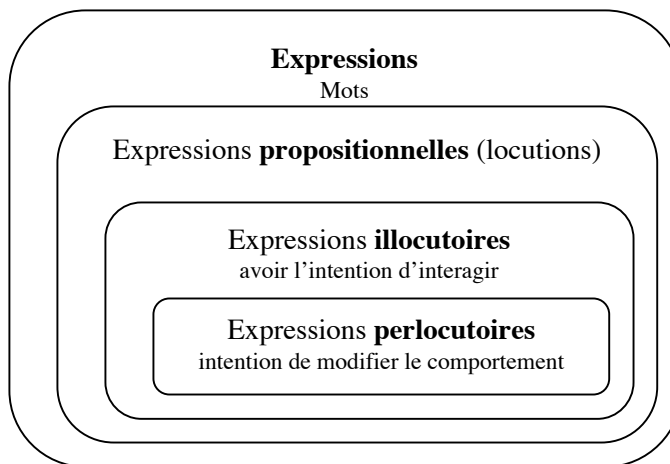 Expressions
Mots
Expressions propositionnelles (locutions)
Expressions illocutoires
avoir l’intention d’interagir
Expressions perlocutoires
intention de modifier le comportement